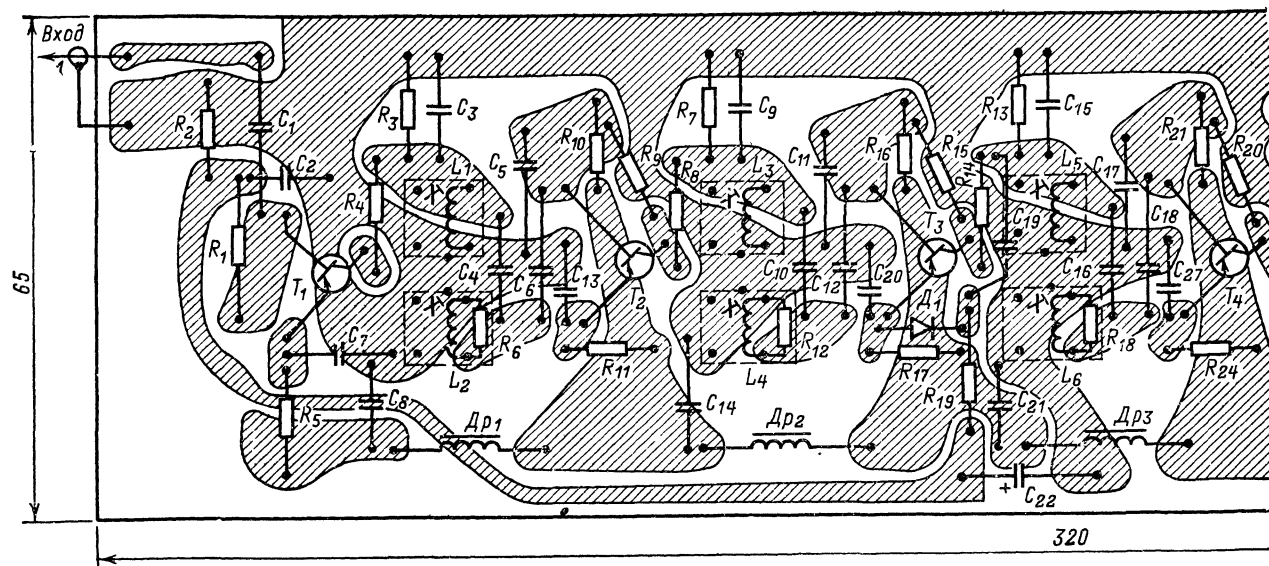 Вход
1
R2
C1
C2
R1
T1
R3
C3
R4
L1
C5
R10
R9
R8
C4
C6
C13
T2
R6
L2
C7
C8
R5
R11
Др1
C14
R7
C9
L3
C11
R16
R15
R14
T3
C10
C12
C20
Д1
R12
L4
R17
R19
Др2
R13
C15
L5
C17
R21
R20
C19
C18
C16
C27
T4
R18
L6
R24
C21
Др3
+
C22
65
320